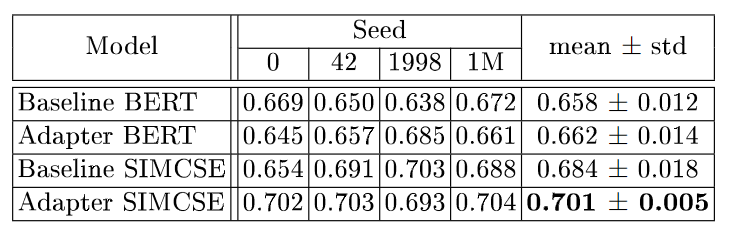 Model Seed mean ± std
0 42 1998 1M
Baseline BERT 0.669 0.650 0.638 0.672 0.658 ± 0.012
Adapter BERT 0.645 0.657 0.685 0.661 0.662 ± 0.014
Baseline SIMCSE 0.654 0.691 0.703 0.688 0.684 ± 0.018
Adapter SIMCSE 0.702 0.703 0.693 0.704 0.701 ± 0.005